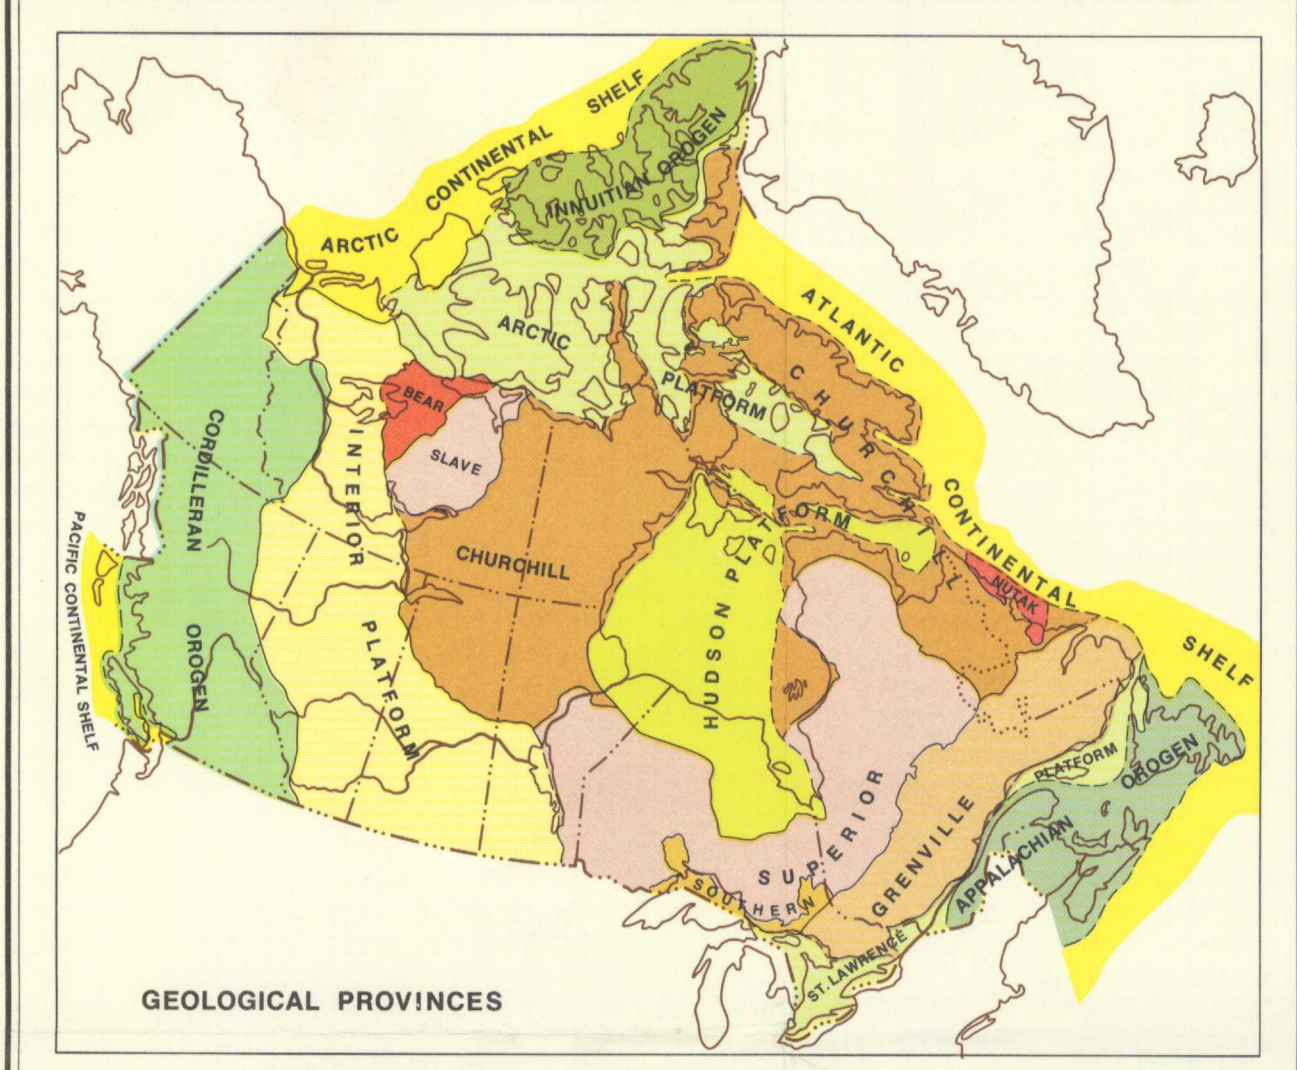 ARCTIC CONTINENTAL SHELF
INNUITIAN OROGEN
ARCTIC PLATFORM
ATLANTIC CONTINENTAL SHELF
CHURCHILL
BEAR
SLAVE
CORDILLERAN OROGEN
INTERIOR PLATFORM
CHURCHILL
PACIFIC CONTINENTAL SHELF
HUDSON PLATFORM
NUTAK
SUPERIOR
SOUTHERN
GRENVILLE
ST. LAWRENCE PLATFORM
APPALACHIAN OROGEN
GEOLOGICAL PROVINCES